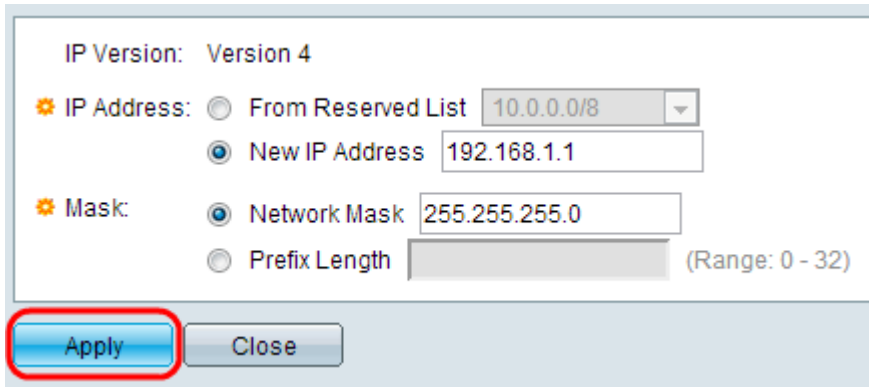 IP Version: Version 4
IP Address: From Reserved List 10.0.0.0/8
New IP Address 192.168.1.1
Mask: Network Mask 255.255.255.0
Prefix Length (Range: 0 - 32)
Apply Close